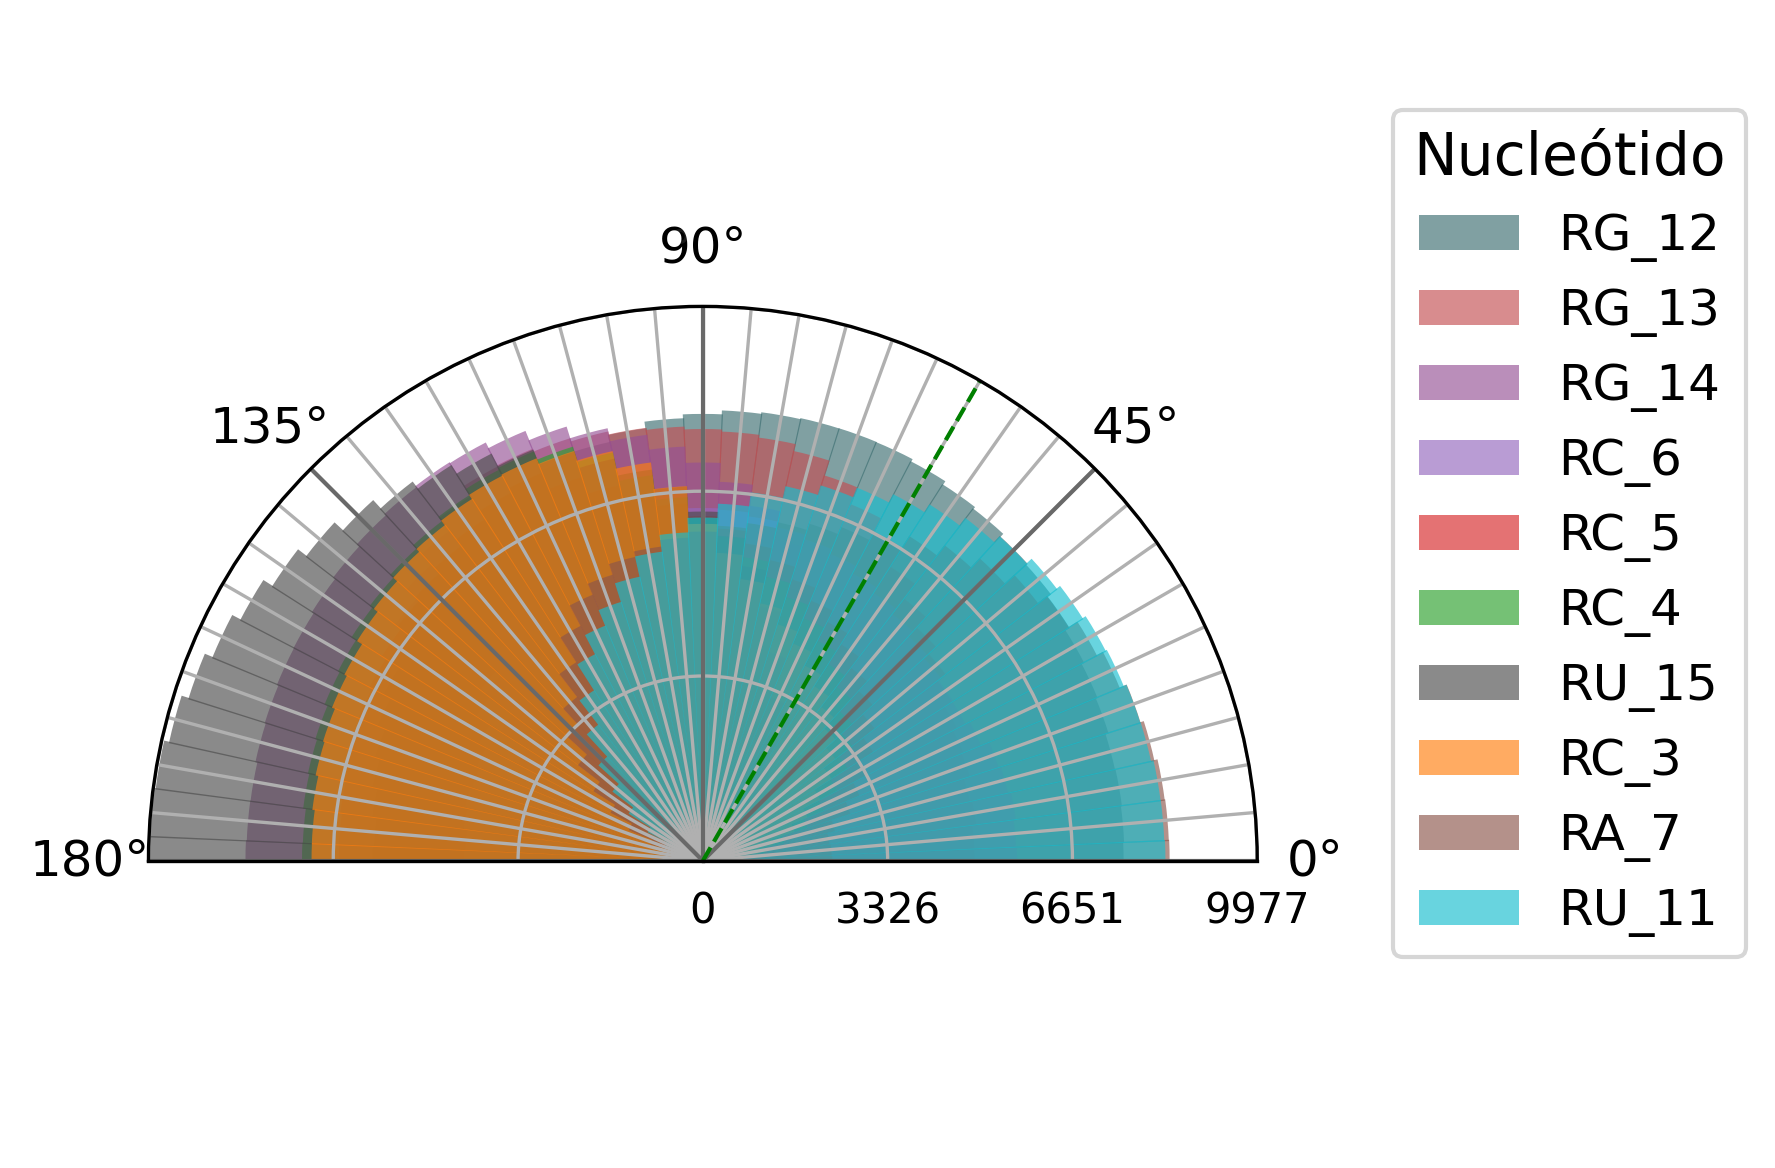 Nucleótido
RG_12
RG_13
RG_14
RC_6
RC_5
RC_4
RU_15
RC_3
RA_7
RU_11
90°
135°
45°
180°
0°
0
3326
6651
9977